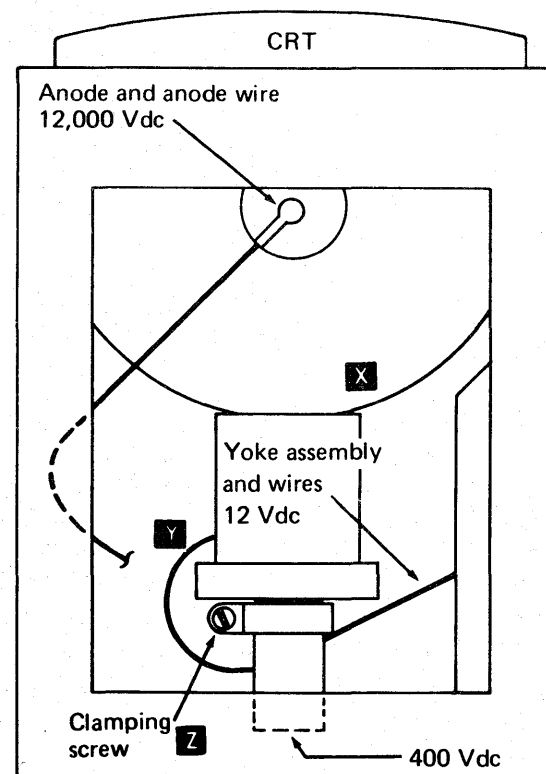 CRT
Anode and anode wire
12,000 Vdc
X
Yoke assembly
and wires
12 Vdc
Y
Clamping
screw
Z
400 Vdc